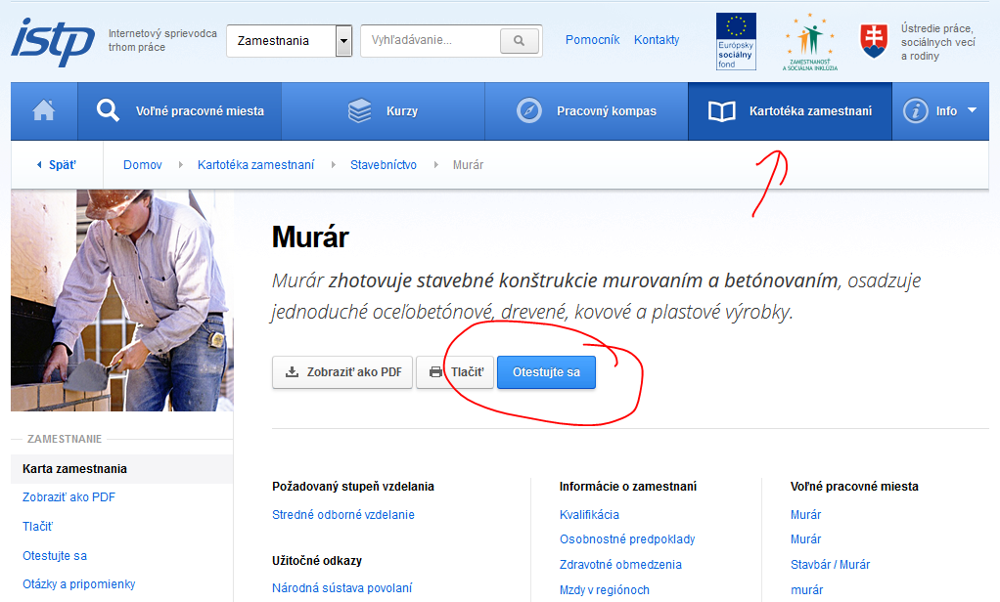 istp
Internetový sprievodca
trhom práce
Zamestnania
Vyhľadávanie...
Pomocník
Kontakty
Európsky
sociálny
fond
ZAMESTNANOSŤ
A SOCIÁLNA INKLÚZIA
Ústredie práce,
sociálnych vecí
a rodiny
Voľné pracovné miesta
Kurzy
Pracovný kompas
Kartotéka zamestnaní
i
Info
Späť
Domov
Kartotéka zamestnaní
Stavebníctvo
Murár
Murár
Murár zhotovuje stavebné konštrukcie murovaním a betónovaním, osadzuje
jednoduché oceľobetónové, drevené, kovové a plastové výrobky.
Zobraziť ako PDF
Tlačiť
Otestujte sa
ZAMESTNANIE
Karta zamestnania
Zobraziť ako PDF
Tlačiť
Otestujte sa
Otázky a pripomienky
Požadovaný stupeň vzdelania
Stredné odborné vzdelanie
Užitočné odkazy
Národná sústava povolaní
Informácie o zamestnaní
Kvalifikácia
Osobnostné predpoklady
Zdravotné obmedzenia
Mzdy v regiónoch
Voľné pracovné miesta
Murár
Murár
Stavbár / Murár
murár